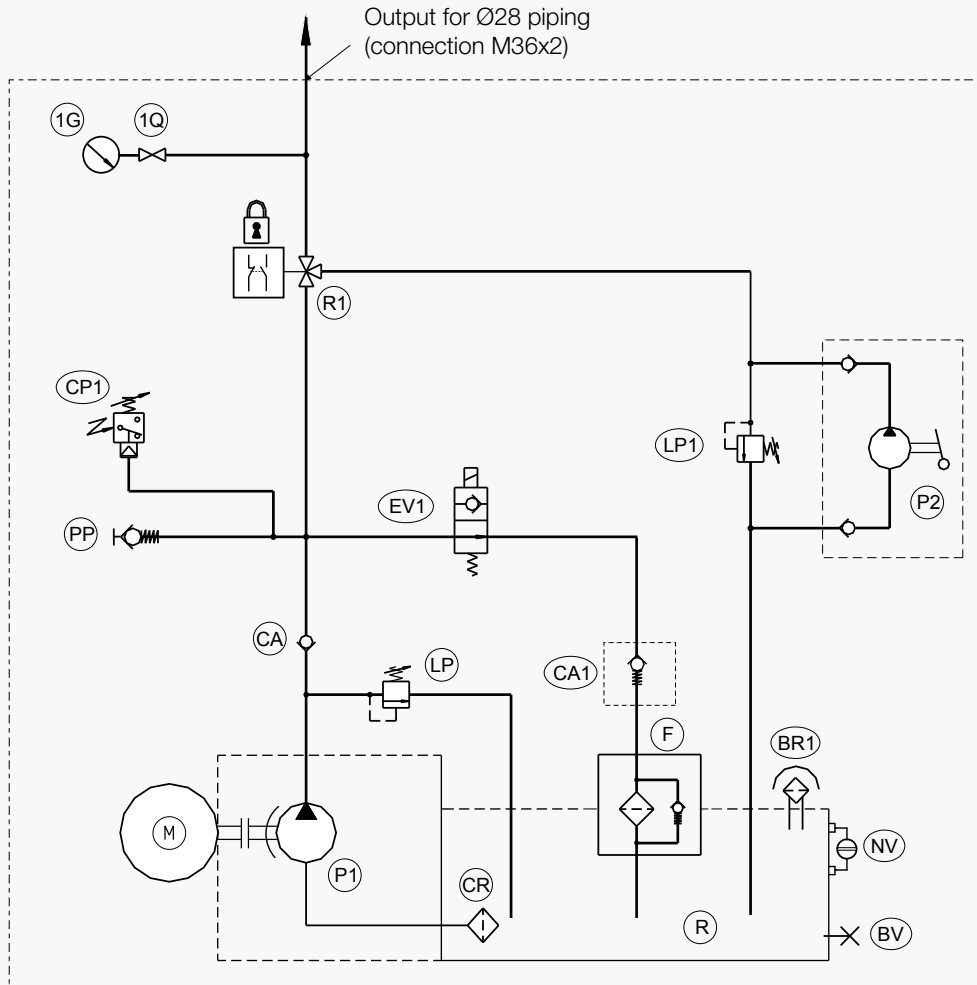 Output for Ø28 piping
(connection M36x2)
1G
1Q
R1
CP1
LP1
EV1
P2
PP
CA
LP
CA1
F
BR1
M
P1
NV
CR
R
BV